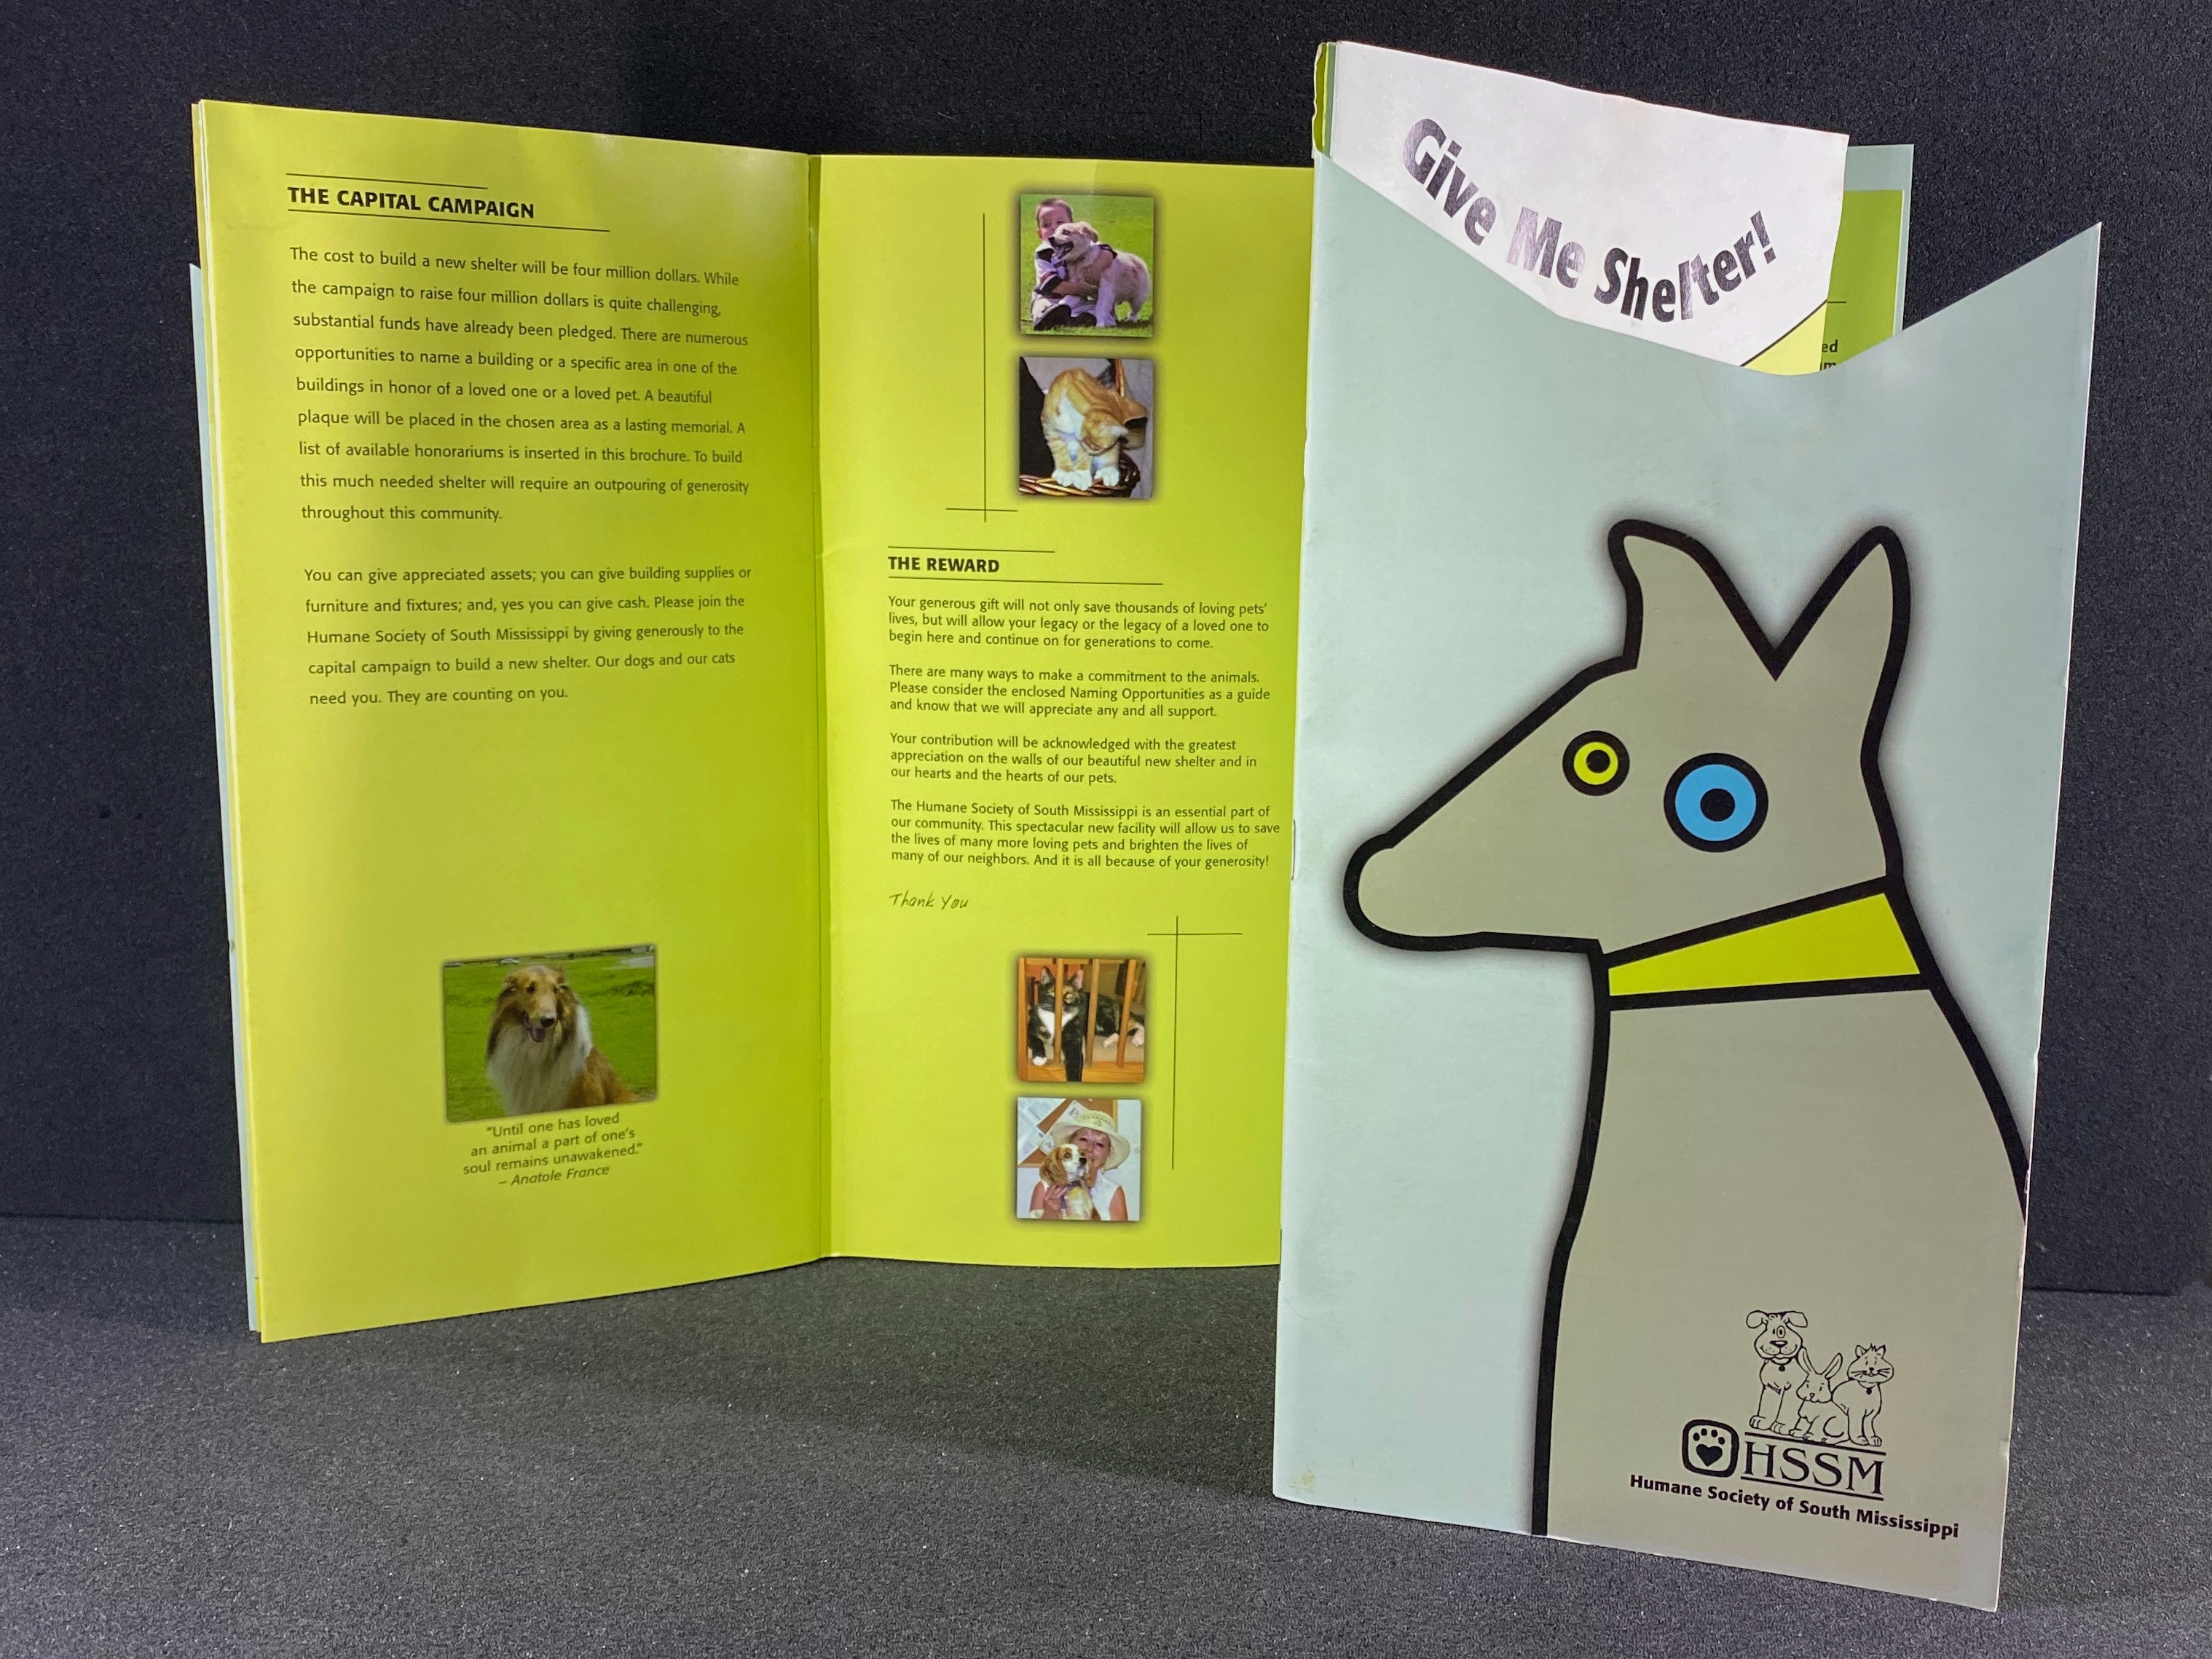 THE CAPITAL CAMPAIGN
The cost to build a new shelter will be four million dollars. While
the campaign to raise four million dollars is quite challenging,
substantial funds have already been pledged. There are numerous
opportunities to name a building or a specific area in one of the
buildings in honor of a loved one or a loved pet. A beautiful
plaque will be placed in the chosen area as a lasting memorial. A
list of available honorariums is inserted in this brochure. To build
this much needed shelter will require an outpouring of generosity
throughout this community.
You can give appreciated assets; you can give building supplies or
furniture and fixtures; and, yes you can give cash. Please join the
Humane Society of South Mississippi by giving generously to the
capital campaign to build a new shelter. Our dogs and our cats
need you. They are counting on you.
"Until one has loved
an animal a part of one's
soul remains unawakened."
– Anatole France
THE REWARD
Your generous gift will not only save thousands of loving pets'
lives, but will allow your legacy or the legacy of a loved one to
begin here and continue on for generations to come.
There are many ways to make a commitment to the animals.
Please consider the enclosed Naming Opportunities as a guide
and know that we will appreciate any and all support.
Your contribution will be acknowledged with the greatest
appreciation on the walls of our beautiful new shelter and in
our hearts and the hearts of our pets.
The Humane Society of South Mississippi is an essential part of
our community. This spectacular new facility will allow us to save
the lives of many more loving pets and brighten the lives of
many of our neighbors. And it is all because of your generosity!
Thank You
Give Me Shelter!
ed
HSSM
Humane Society of South Mississippi